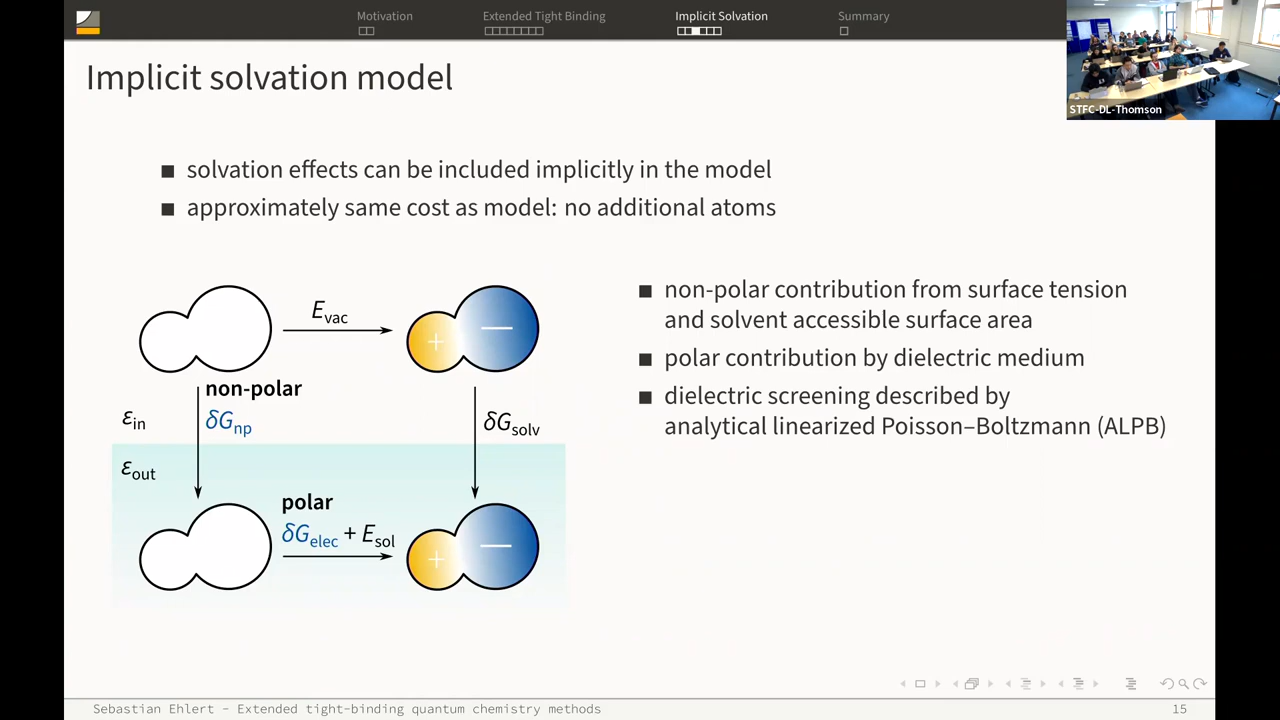 Motivation
Extended Tight Binding
Implicit Solvation
Summary
STFC-DL-Thomson
Implicit solvation model
solvation effects can be included implicitly in the model
approximately same cost as model: no additional atoms
E_vac
+
−
non-polar
δG_np
ε_in
δG_solv
ε_out
polar
δG_elec + E_sol
+
−
non-polar contribution from surface tension
and solvent accessible surface area
polar contribution by dielectric medium
dielectric screening described by
analytical linearized Poisson–Boltzmann (ALPB)
Sebastian Ehlert – Extended tight-binding quantum chemistry methods
15